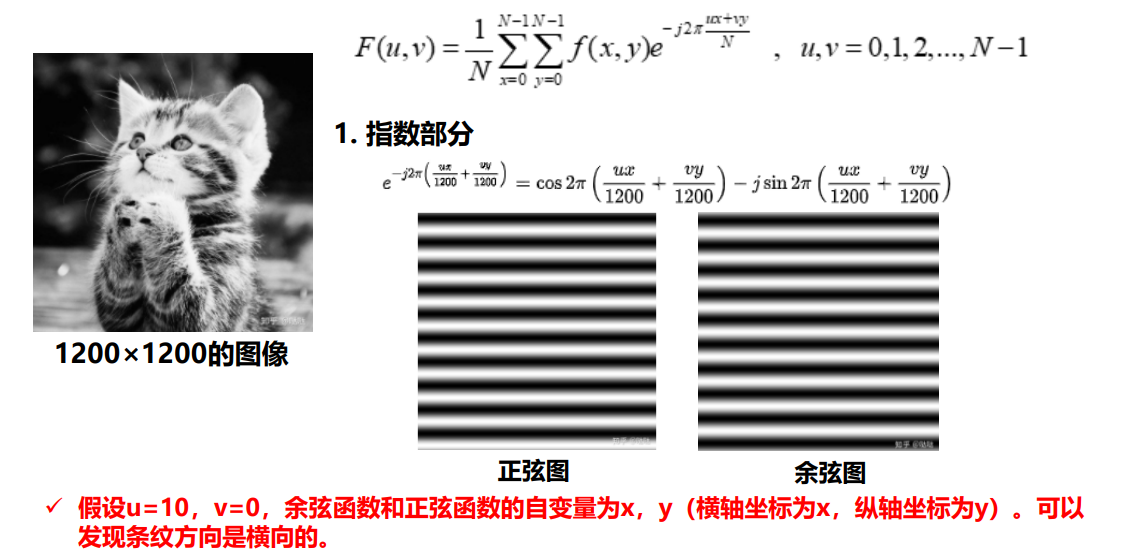 F(u,v) = \frac{1}{N} \sum_{x=0}^{N-1} \sum_{y=0}^{N-1} f(x,y) e^{-j2\pi \frac{ux+vy}{N}} , u,v = 0,1,2,...,N-1
1. 指数部分
e^{-j2\pi \left( \frac{ux}{1200} + \frac{vy}{1200} \right)} = \cos 2\pi \left( \frac{ux}{1200} + \frac{vy}{1200} \right) - j \sin 2\pi \left( \frac{ux}{1200} + \frac{vy}{1200} \right)
1200×1200的图像
知乎 @哒哒
正弦图
余弦图
✓ 假设u=10，v=0，余弦函数和正弦函数的自变量为x，y（横轴坐标为x，纵轴坐标为y）。可以
发现条纹方向是横向的。